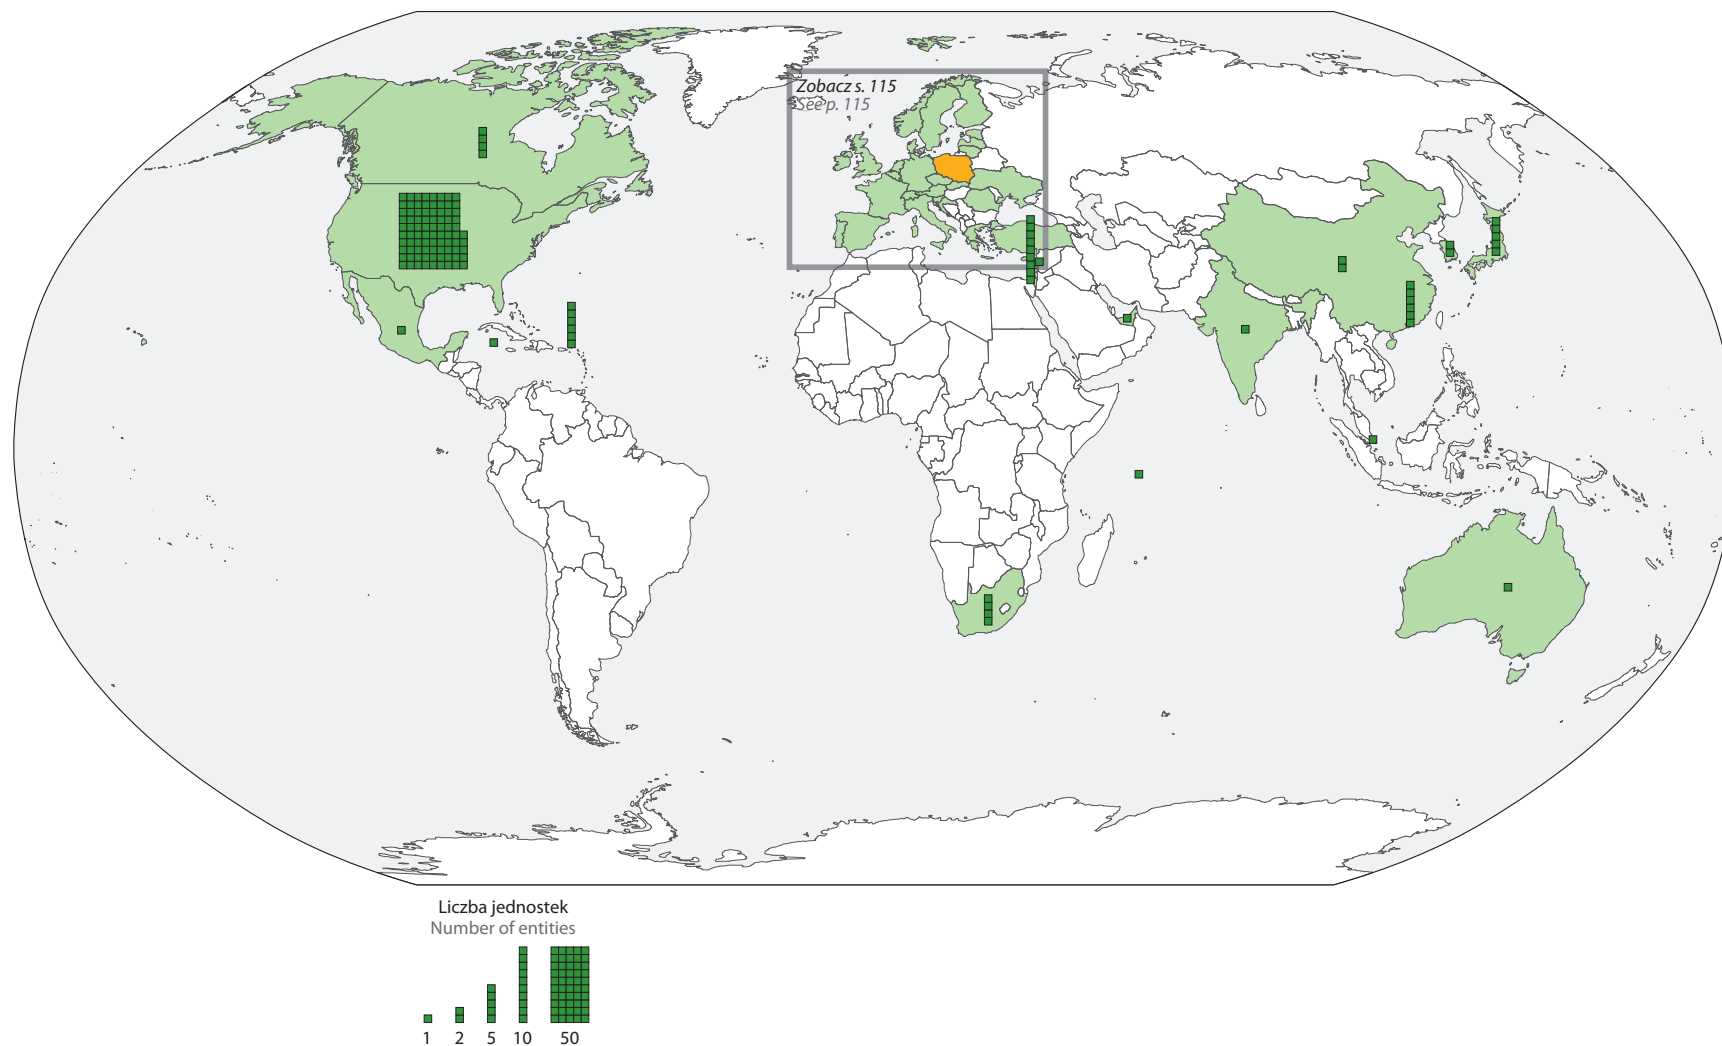 Zobacz s. 115
See p. 115
Liczba jednostek
Number of entities
1 2 5 10 50